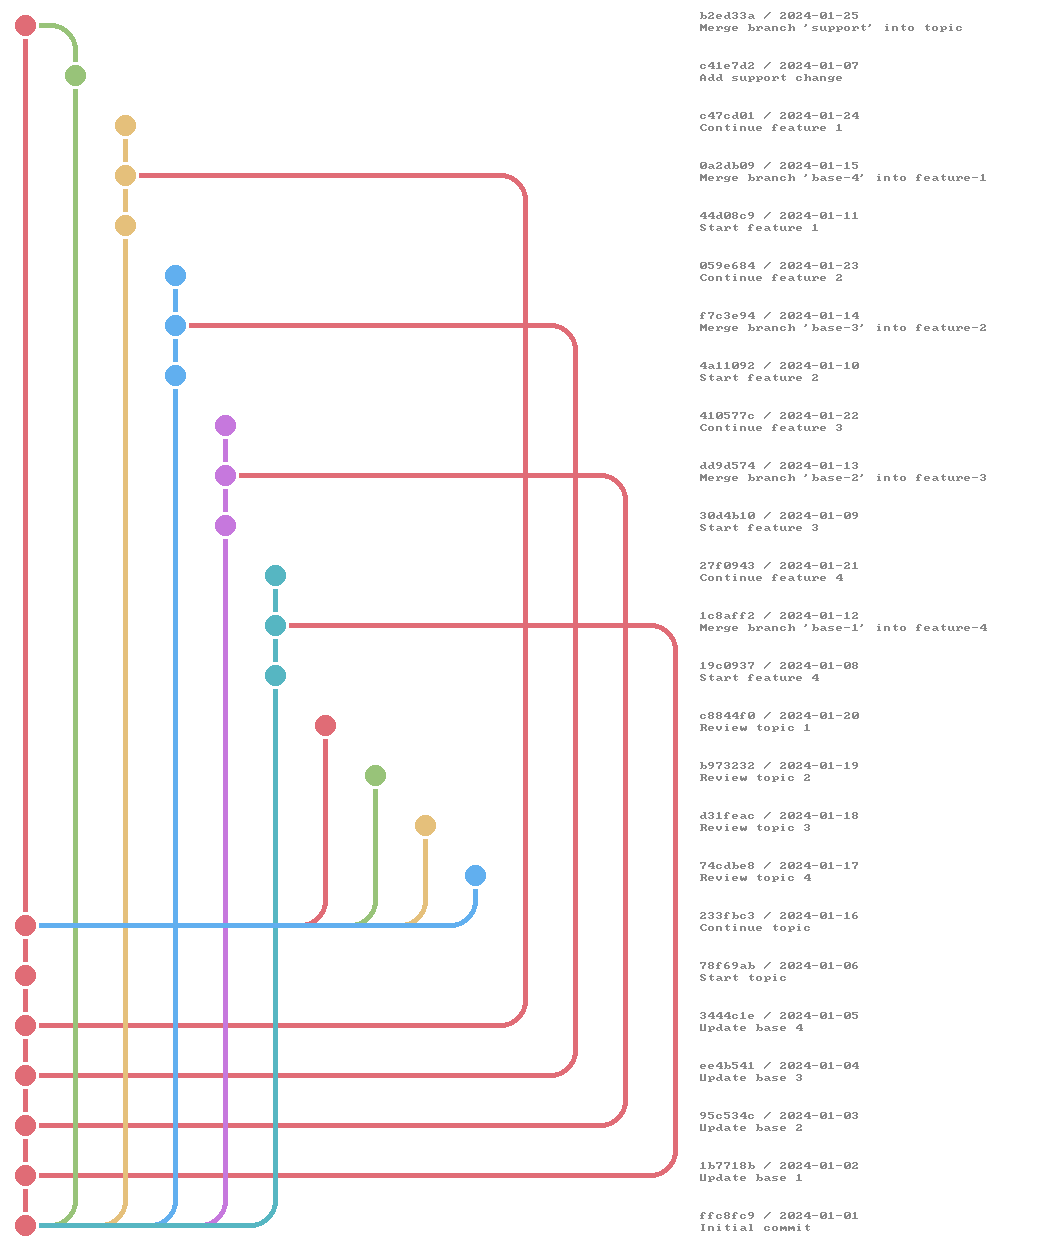 b2ed33a / 2024-01-25
Merge branch 'support' into topic
c41e7d2 / 2024-01-07
Add support change
c47cd01 / 2024-01-24
Continue feature 1
0a2db09 / 2024-01-15
Merge branch 'base-4' into feature-1
44d08c9 / 2024-01-11
Start feature 1
059e684 / 2024-01-23
Continue feature 2
f7c3e94 / 2024-01-14
Merge branch 'base-3' into feature-2
4a11092 / 2024-01-10
Start feature 2
410577c / 2024-01-22
Continue feature 3
dd9d574 / 2024-01-13
Merge branch 'base-2' into feature-3
30d4b10 / 2024-01-09
Start feature 3
27f0943 / 2024-01-21
Continue feature 4
1c8aff2 / 2024-01-12
Merge branch 'base-1' into feature-4
19c0937 / 2024-01-08
Start feature 4
c8844f0 / 2024-01-20
Review topic 1
b973232 / 2024-01-19
Review topic 2
d31feac / 2024-01-18
Review topic 3
74cdbe8 / 2024-01-17
Review topic 4
233fbc3 / 2024-01-16
Continue topic
78f69ab / 2024-01-06
Start topic
3444c1e / 2024-01-05
Update base 4
ee4b541 / 2024-01-04
Update base 3
95c534c / 2024-01-03
Update base 2
1b7718b / 2024-01-02
Update base 1
ffc8fc9 / 2024-01-01
Initial commit